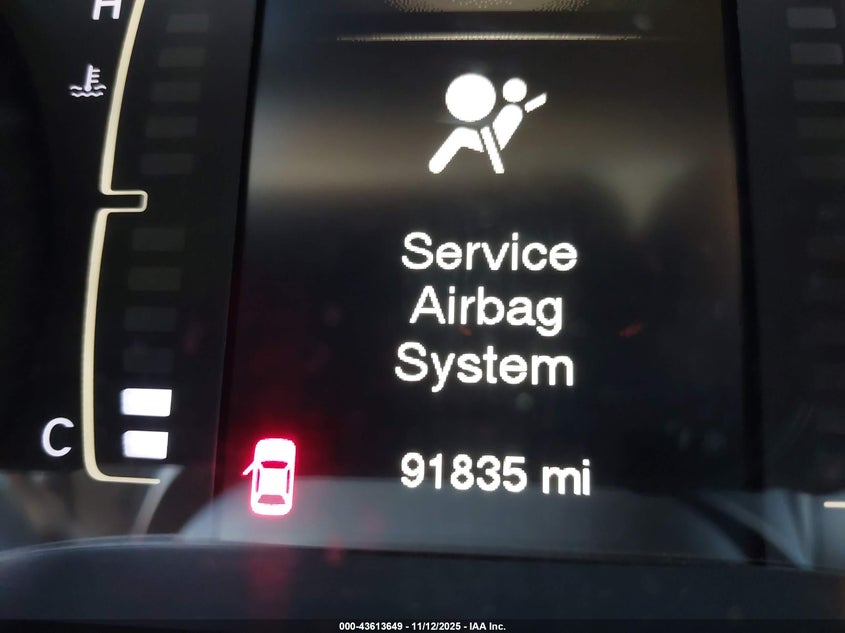 H
Service
Airbag
System
C
91835 mi
000-43613649 - 11/12/2025 - IAA Inc.